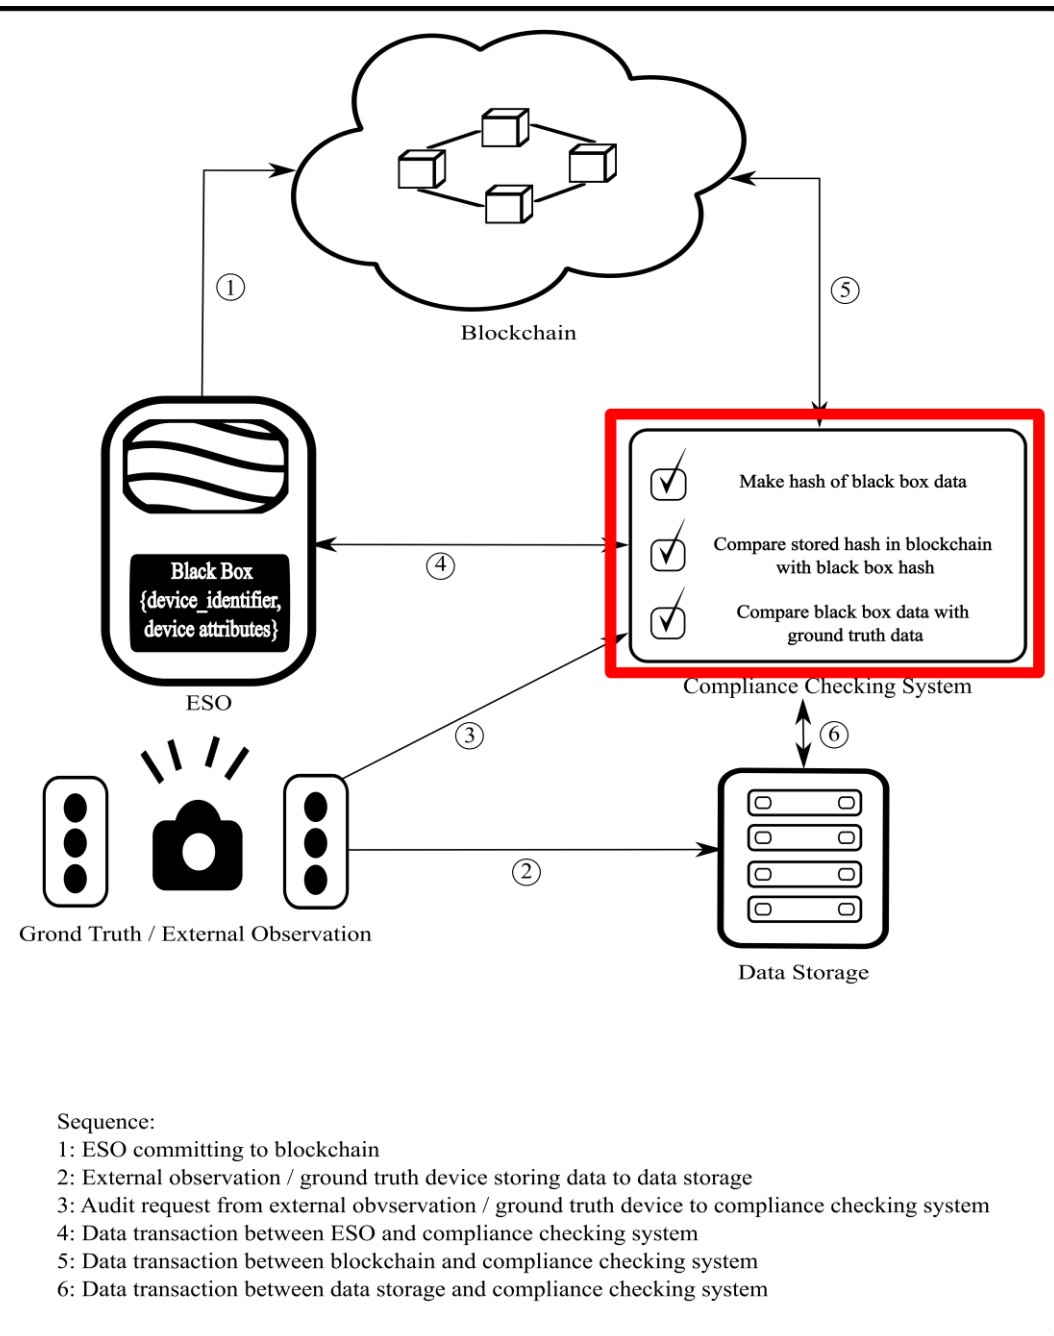 1
5
Blockchain
Make hash of black box data
Compare stored hash in blockchain
with black box hash
Compare black box data with
ground truth data
4
Black Box
{device_identifier,
device attributes}
ESO
Compliance Checking System
3
6
2
Grond Truth / External Observation
Data Storage
Sequence:
1: ESO committing to blockchain
2: External observation / ground truth device storing data to data storage
3: Audit request from external obvservation / ground truth device to compliance checking system
4: Data transaction between ESO and compliance checking system
5: Data transaction between blockchain and compliance checking system
6: Data transaction between data storage and compliance checking system